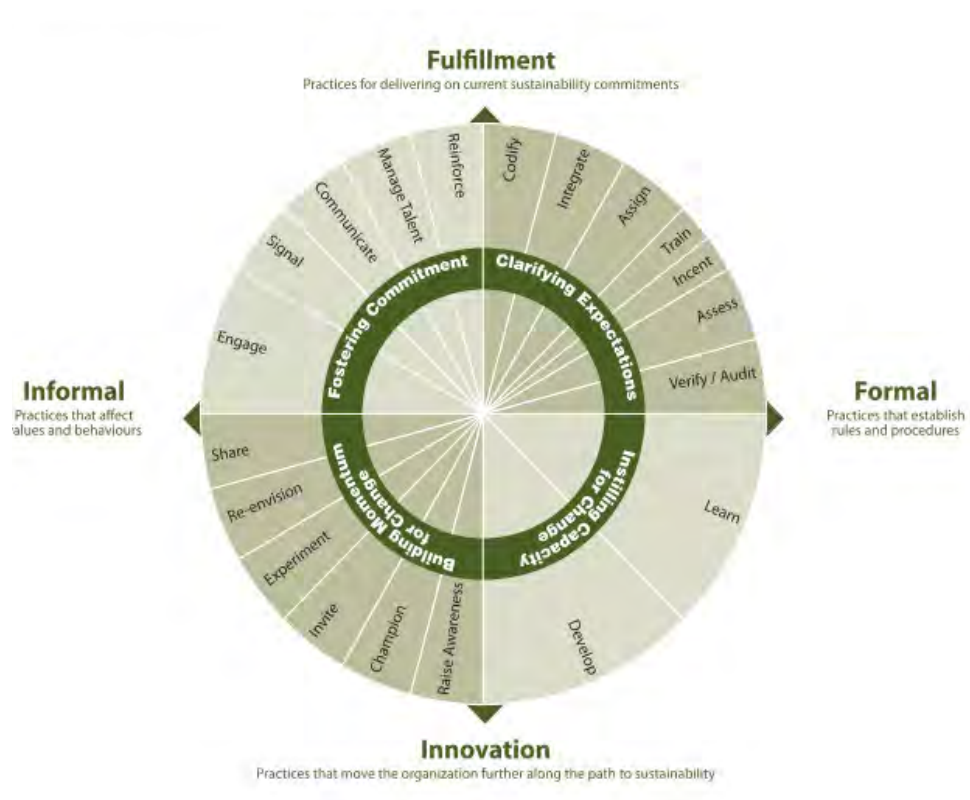 Fulfillment
Practices for delivering on current sustainability commitments
Reinforce
Manage Talent
Communicate
Signal
Engage
Fostering Commitment
Codify
Integrate
Assign
Train
Incent
Assess
Verify / Audit
Clarifying Expectations
Informal
Practices that affect
alues and behaviours
Formal
Practices that establish
rules and procedures
Share
Re-envision
Experiment
Invite
Champion
Raise Awareness
Building Momentum
for Change
Learn
Develop
Instilling Capacity
for Change
Innovation
Practices that move the organization further along the path to sustainability